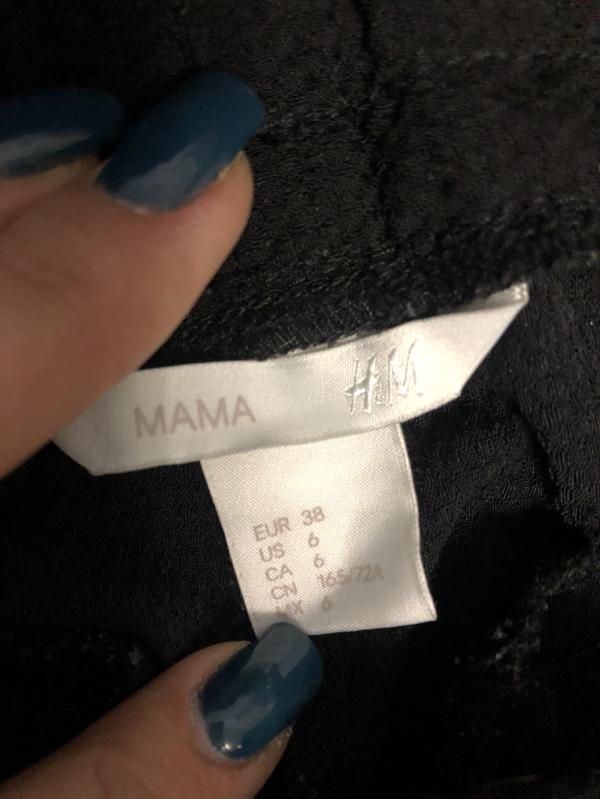 MAMA H&M
EUR 38
US 6
CA 6
CN 165/72A
MX 6